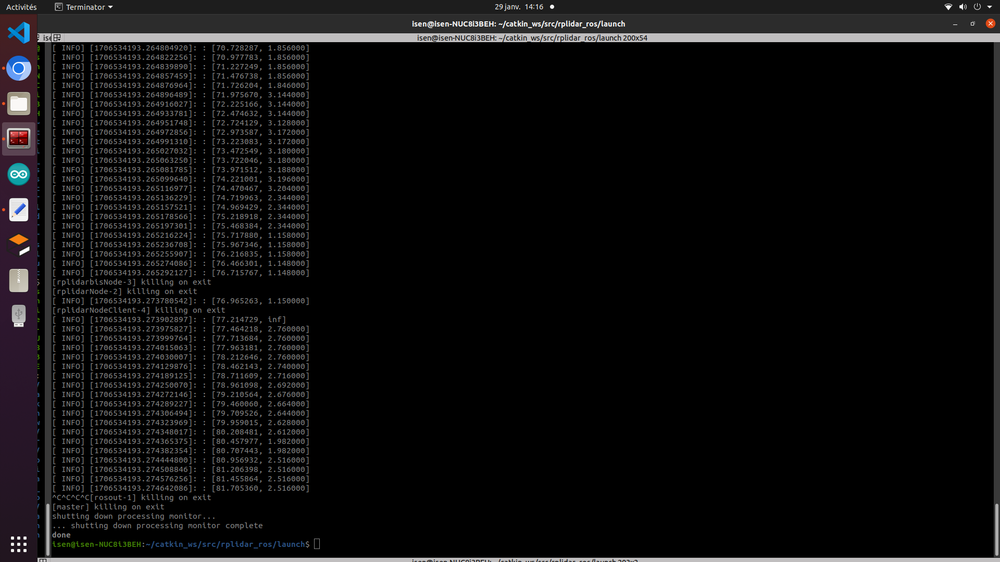 Activités
Terminator
29 janv. 14:16
isen@isen-NUC8i3BEH: ~/catkin_ws/src/rplidar_ros/launch
ise
isen@isen-NUC8i3BEH: ~/catkin_ws/src/rplidar_ros/launch 200x54
[ INFO] [1706534193.264804920]: : [70.728287, 1.856000]
[ INFO] [1706534193.264822256]: : [70.977783, 1.856000]
[ INFO] [1706534193.264839890]: : [71.227249, 1.856000]
[ INFO] [1706534193.264857459]: : [71.476738, 1.856000]
[ INFO] [1706534193.264876964]: : [71.726204, 1.846000]
[ INFO] [1706534193.264896489]: : [71.975670, 3.144000]
[ INFO] [1706534193.264916027]: : [72.225166, 3.144000]
[ INFO] [1706534193.264933781]: : [72.474632, 3.144000]
[ INFO] [1706534193.264951748]: : [72.724129, 3.128000]
[ INFO] [1706534193.264972856]: : [72.973587, 3.172000]
[ INFO] [1706534193.264991310]: : [73.223083, 3.172000]
[ INFO] [1706534193.265027032]: : [73.472549, 3.180000]
[ INFO] [1706534193.265063250]: : [73.722046, 3.180000]
[ INFO] [1706534193.265081785]: : [73.971512, 3.188000]
[ INFO] [1706534193.265099640]: : [74.221001, 3.196000]
[ INFO] [1706534193.265116977]: : [74.470467, 3.204000]
[ INFO] [1706534193.265136229]: : [74.719963, 2.344000]
[ INFO] [1706534193.265157521]: : [74.969429, 2.344000]
[ INFO] [1706534193.265178566]: : [75.218918, 2.344000]
[ INFO] [1706534193.265197301]: : [75.468384, 2.344000]
[ INFO] [1706534193.265216224]: : [75.717880, 1.158000]
[ INFO] [1706534193.265236708]: : [75.967346, 1.158000]
[ INFO] [1706534193.265255907]: : [76.216835, 1.158000]
[ INFO] [1706534193.265274086]: : [76.466301, 1.148000]
[ INFO] [1706534193.265292127]: : [76.715767, 1.148000]
[rplidarbisNode-3] killing on exit
[rplidarNode-2] killing on exit
[ INFO] [1706534193.273780542]: : [76.965263, 1.150000]
[rplidarNodeClient-4] killing on exit
[ INFO] [1706534193.273902897]: : [77.214729, inf]
[ INFO] [1706534193.273975827]: : [77.464218, 2.760000]
[ INFO] [1706534193.273999764]: : [77.713684, 2.760000]
[ INFO] [1706534193.274015063]: : [77.963181, 2.760000]
[ INFO] [1706534193.274030007]: : [78.212646, 2.760000]
[ INFO] [1706534193.274129876]: : [78.462143, 2.740000]
[ INFO] [1706534193.274189125]: : [78.711609, 2.716000]
[ INFO] [1706534193.274250070]: : [78.961098, 2.692000]
[ INFO] [1706534193.274272146]: : [79.210564, 2.676000]
[ INFO] [1706534193.274289227]: : [79.460060, 2.664000]
[ INFO] [1706534193.274306494]: : [79.709526, 2.644000]
[ INFO] [1706534193.274323969]: : [79.959015, 2.628000]
[ INFO] [1706534193.274348017]: : [80.208481, 2.612000]
[ INFO] [1706534193.274365375]: : [80.457977, 1.982000]
[ INFO] [1706534193.274382354]: : [80.707443, 1.982000]
[ INFO] [1706534193.274444800]: : [80.956932, 2.516000]
[ INFO] [1706534193.274508846]: : [81.206398, 2.516000]
[ INFO] [1706534193.274576256]: : [81.455864, 2.516000]
[ INFO] [1706534193.274642086]: : [81.705360, 2.516000]
^C^C^C^C[rosout-1] killing on exit
[master] killing on exit
shutting down processing monitor...
... shutting down processing monitor complete
done
isen@isen-NUC8i3BEH:~/catkin_ws/src/rplidar_ros/launch$